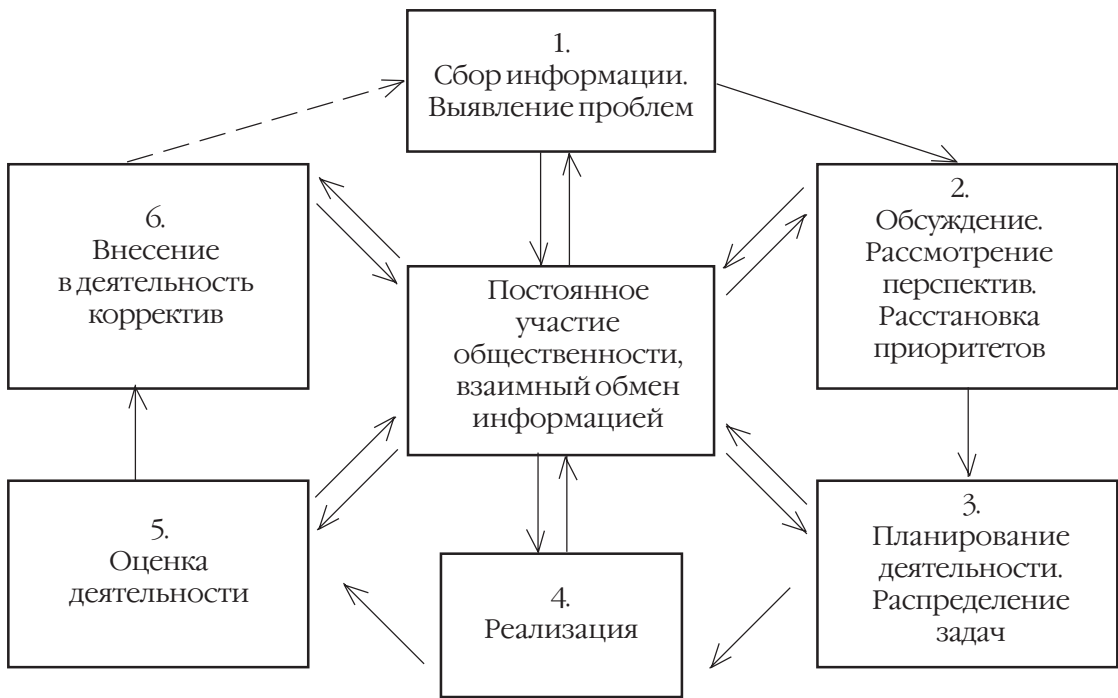 1.
Сбор информации.
Выявление проблем
2.
Обсуждение.
Рассмотрение
перспектив.
Расстановка
приоритетов
3.
Планирование
деятельности.
Распределение
задач
4.
Реализация
5.
Оценка
деятельности
6.
Внесение
в деятельность
корректив
Постоянное
участие
общественности,
взаимный обмен
информацией